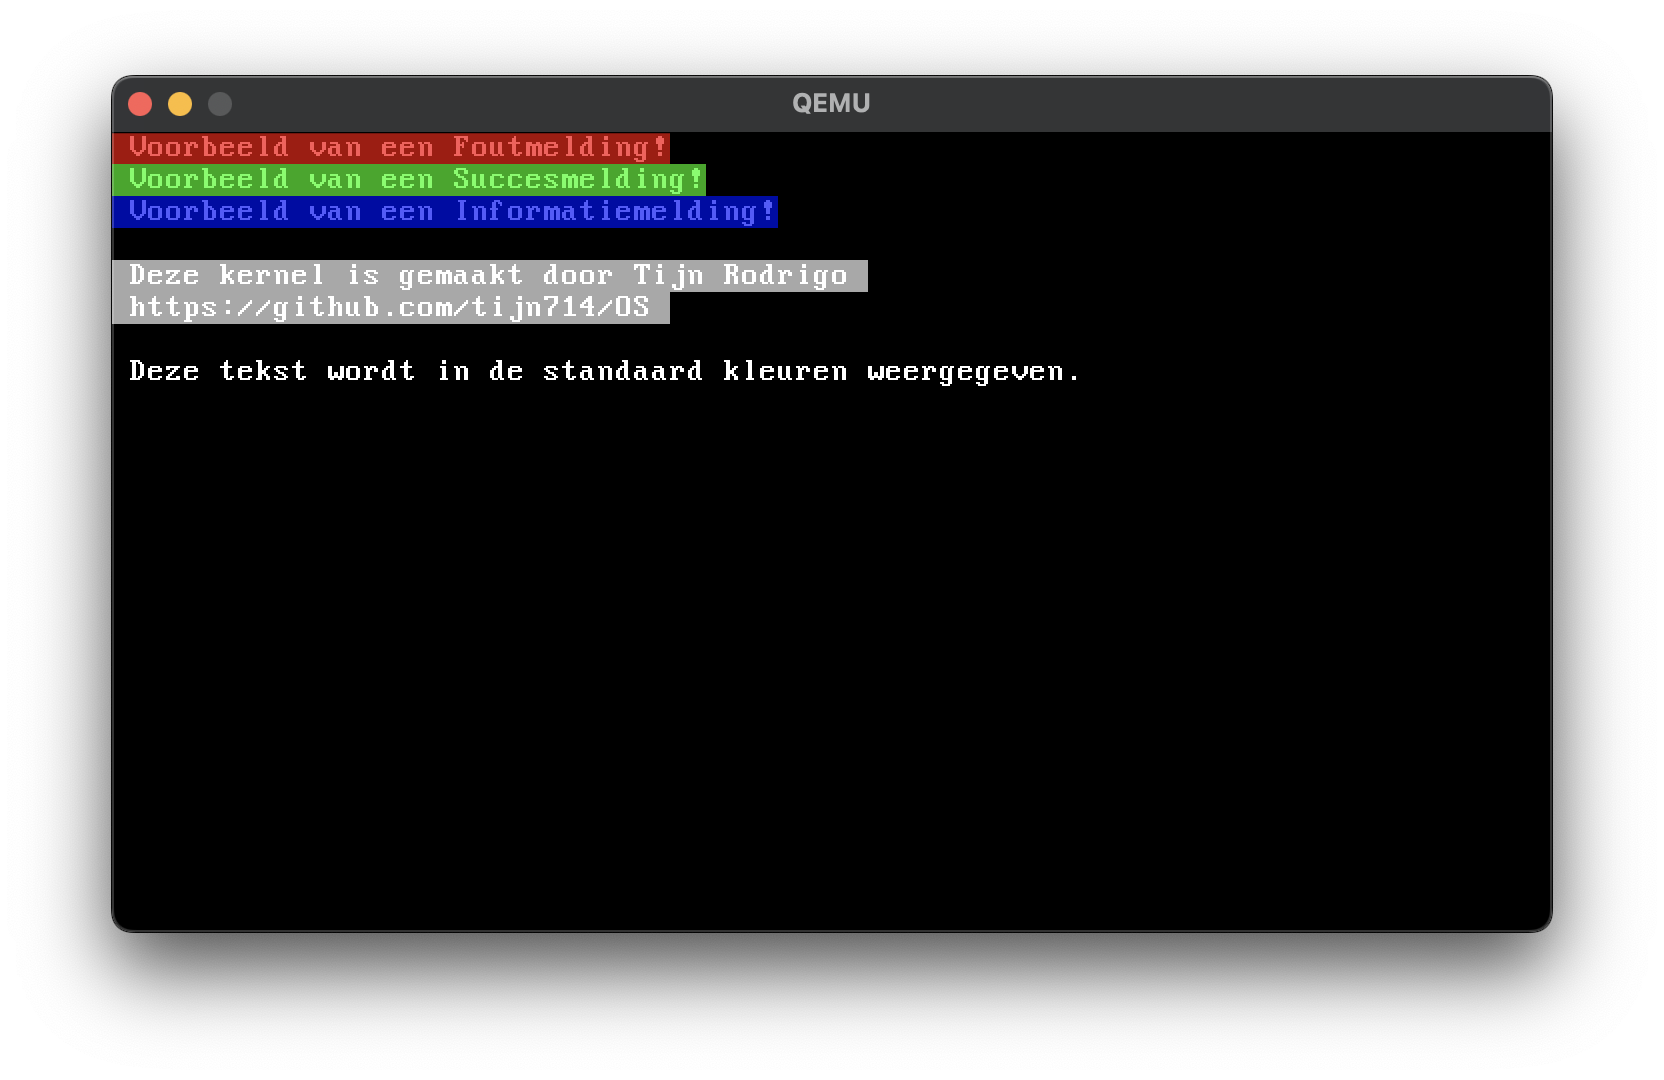 QEMU
Voorbeeld van een Foutmelding!
Voorbeeld van een Succesmelding!
Voorbeeld van een Informatiemelding!
Deze kernel is gemaakt door Tijn Rodrigo
https://github.com/tijn714/OS
Deze tekst wordt in de standaard kleuren weergegeven.